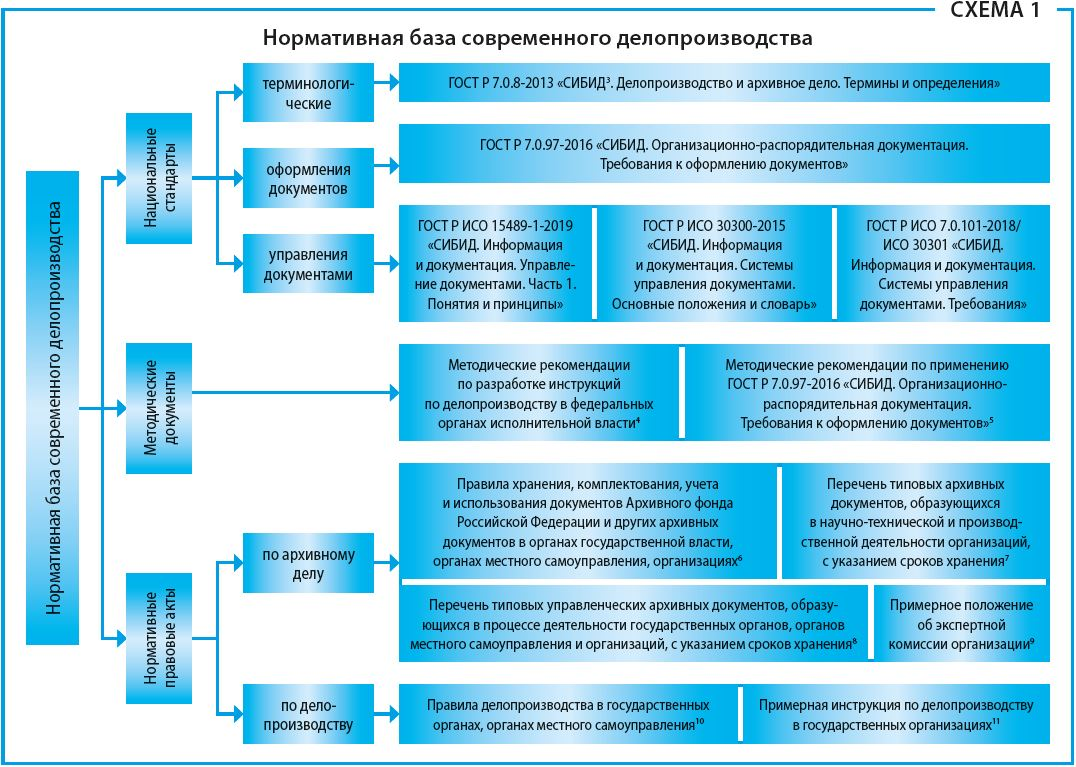 СХЕМА 1
Нормативная база современного делопроизводства
Нормативная база современного делопроизводства
Национальные
стандарты
терминологи-
ческие
ГОСТ Р 7.0.8-2013 «СИБИД³. Делопроизводство и архивное дело. Термины и определения»
оформления
документов
ГОСТ Р 7.0.97-2016 «СИБИД. Организационно-распорядительная документация.
Требования к оформлению документов»
управления
документами
ГОСТ Р ИСО 15489-1-2019
«СИБИД. Информация
и документация. Управле-
ние документами. Часть 1.
Понятия и принципы»
ГОСТ Р ИСО 30300-2015
«СИБИД. Информация
и документация. Системы
управления документами.
Основные положения и словарь»
ГОСТ Р ИСО 7.0.101-2018/
ИСО 30301 «СИБИД.
Информация и документация.
Системы управления
документами. Требования»
Методические
документы
Методические рекомендации
по разработке инструкций
по делопроизводству в федеральных
органах исполнительной власти⁴
Методические рекомендации по применению
ГОСТ Р 7.0.97-2016 «СИБИД. Организационно-
распорядительная документация.
Требования к оформлению документов»⁵
Нормативные
правовые акты
по архивному
делу
Правила хранения, комплектования, учета
и использования документов Архивного фонда
Российской Федерации и других архивных
документов в органах государственной власти,
органах местного самоуправления, организациях⁶
Перечень типовых архивных
документов, образующихся
в научно-технической и производ-
ственной деятельности организаций,
с указанием сроков хранения⁷
Перечень типовых управленческих архивных документов, образу-
ющихся в процессе деятельности государственных органов, органов
местного самоуправления и организаций, с указанием сроков хранения⁸
Примерное положение
об экспертной
комиссии организации⁹
по дело-
производству
Правила делопроизводства в государственных
органах, органах местного самоуправления¹⁰
Примерная инструкция по делопроизводству
в государственных организациях¹¹